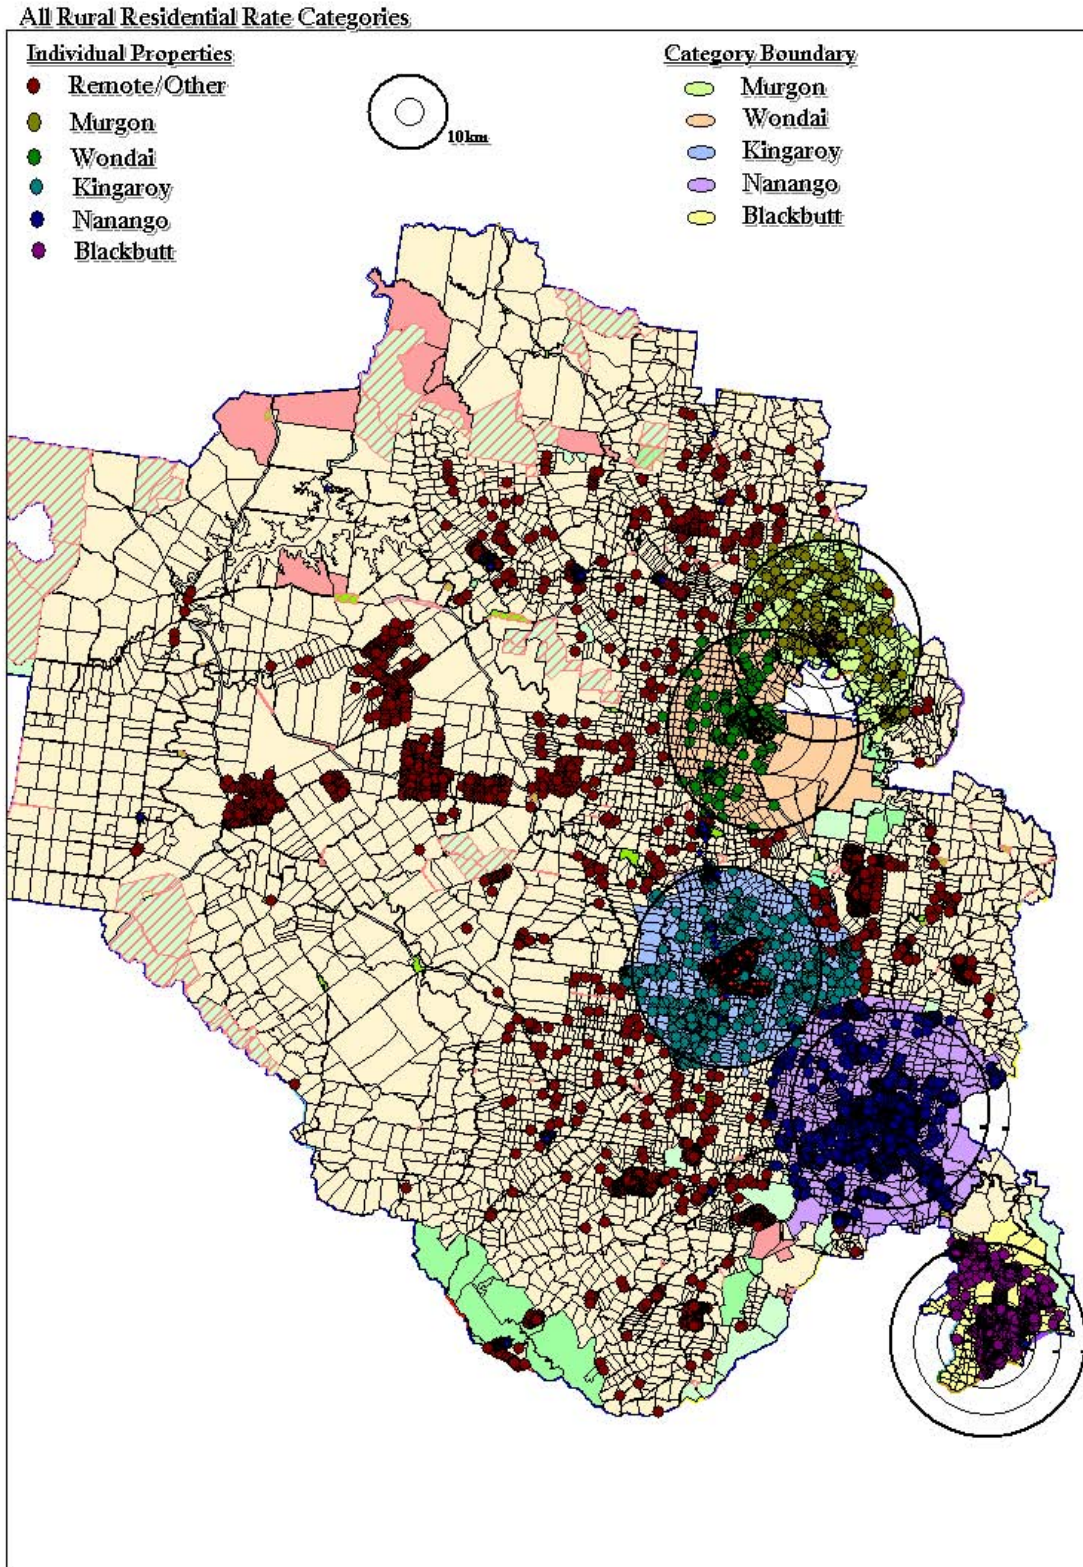 All Rural Residential Rate Categories
Individual Properties
Remote/Other
Murgon
Wondai
Kingaroy
Nanango
Blackbutt
10km
Category Boundary
Murgon
Wondai
Kingaroy
Nanango
Blackbutt